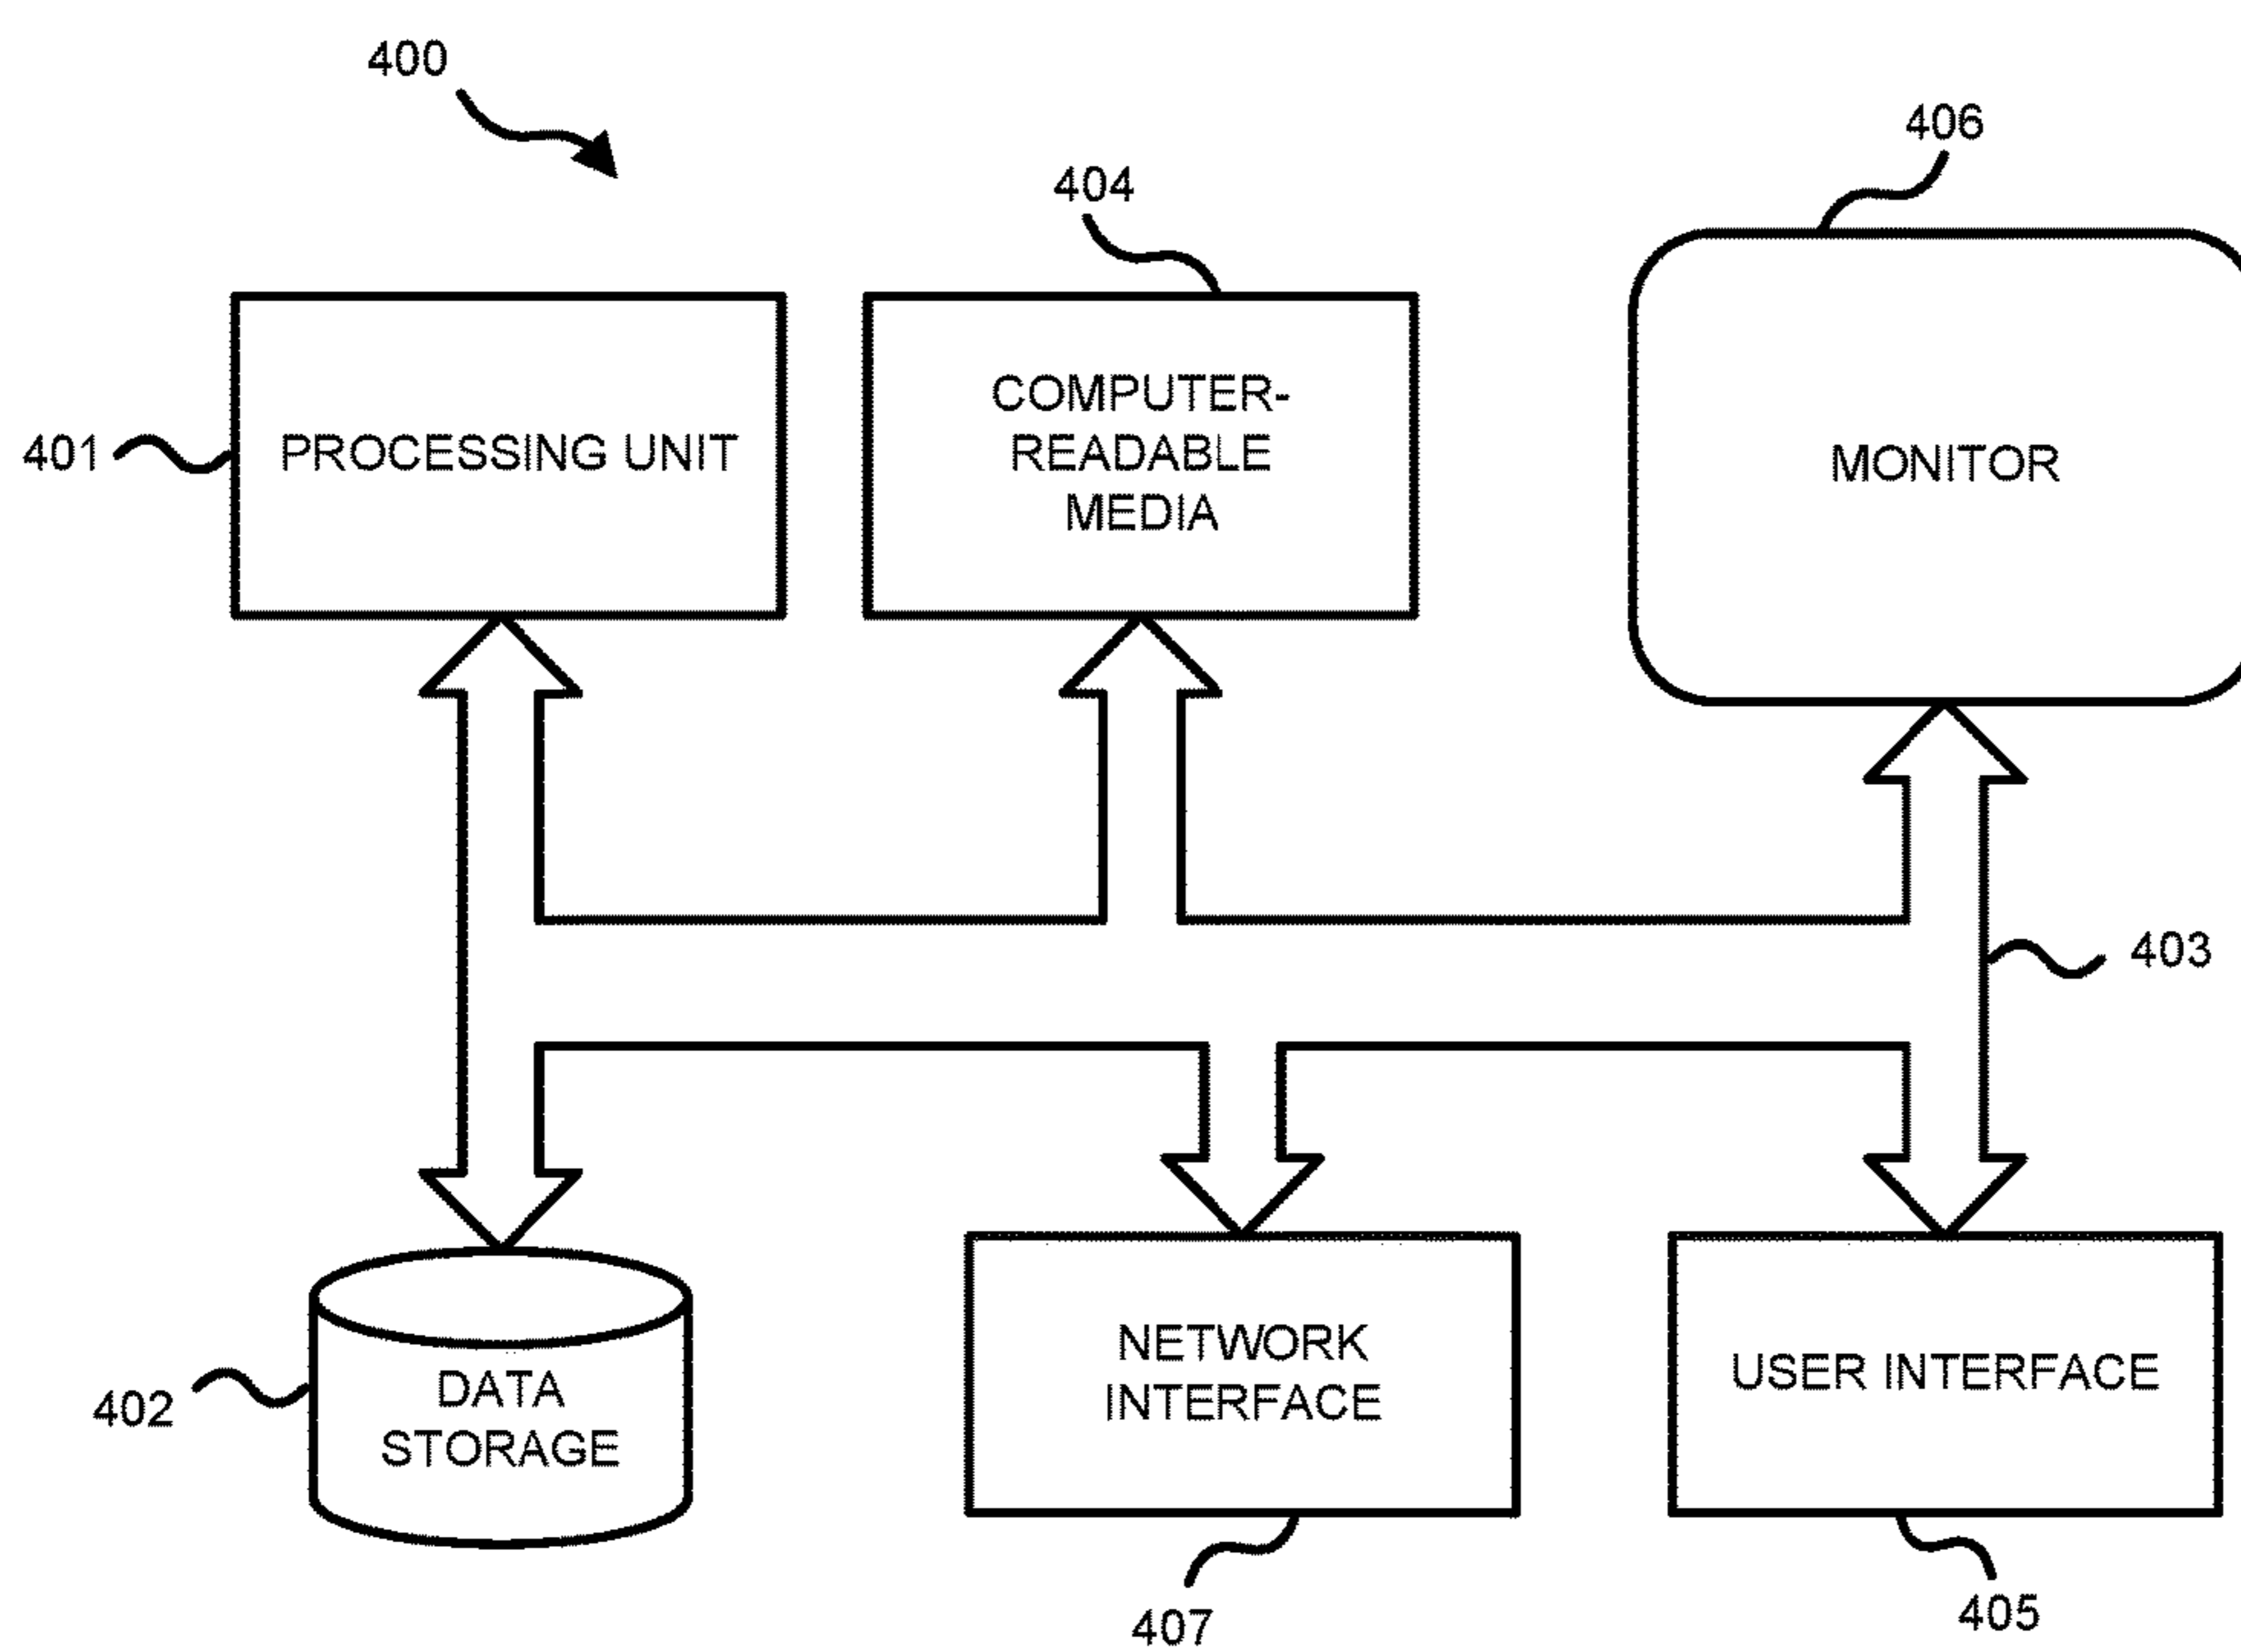 400
406
404
COMPUTER-
READABLE
MEDIA
PROCESSING UNIT
MONITOR
401
403
NETWORK
INTERFACE
USER INTERFACE
DATA
STORAGE
402
407
405